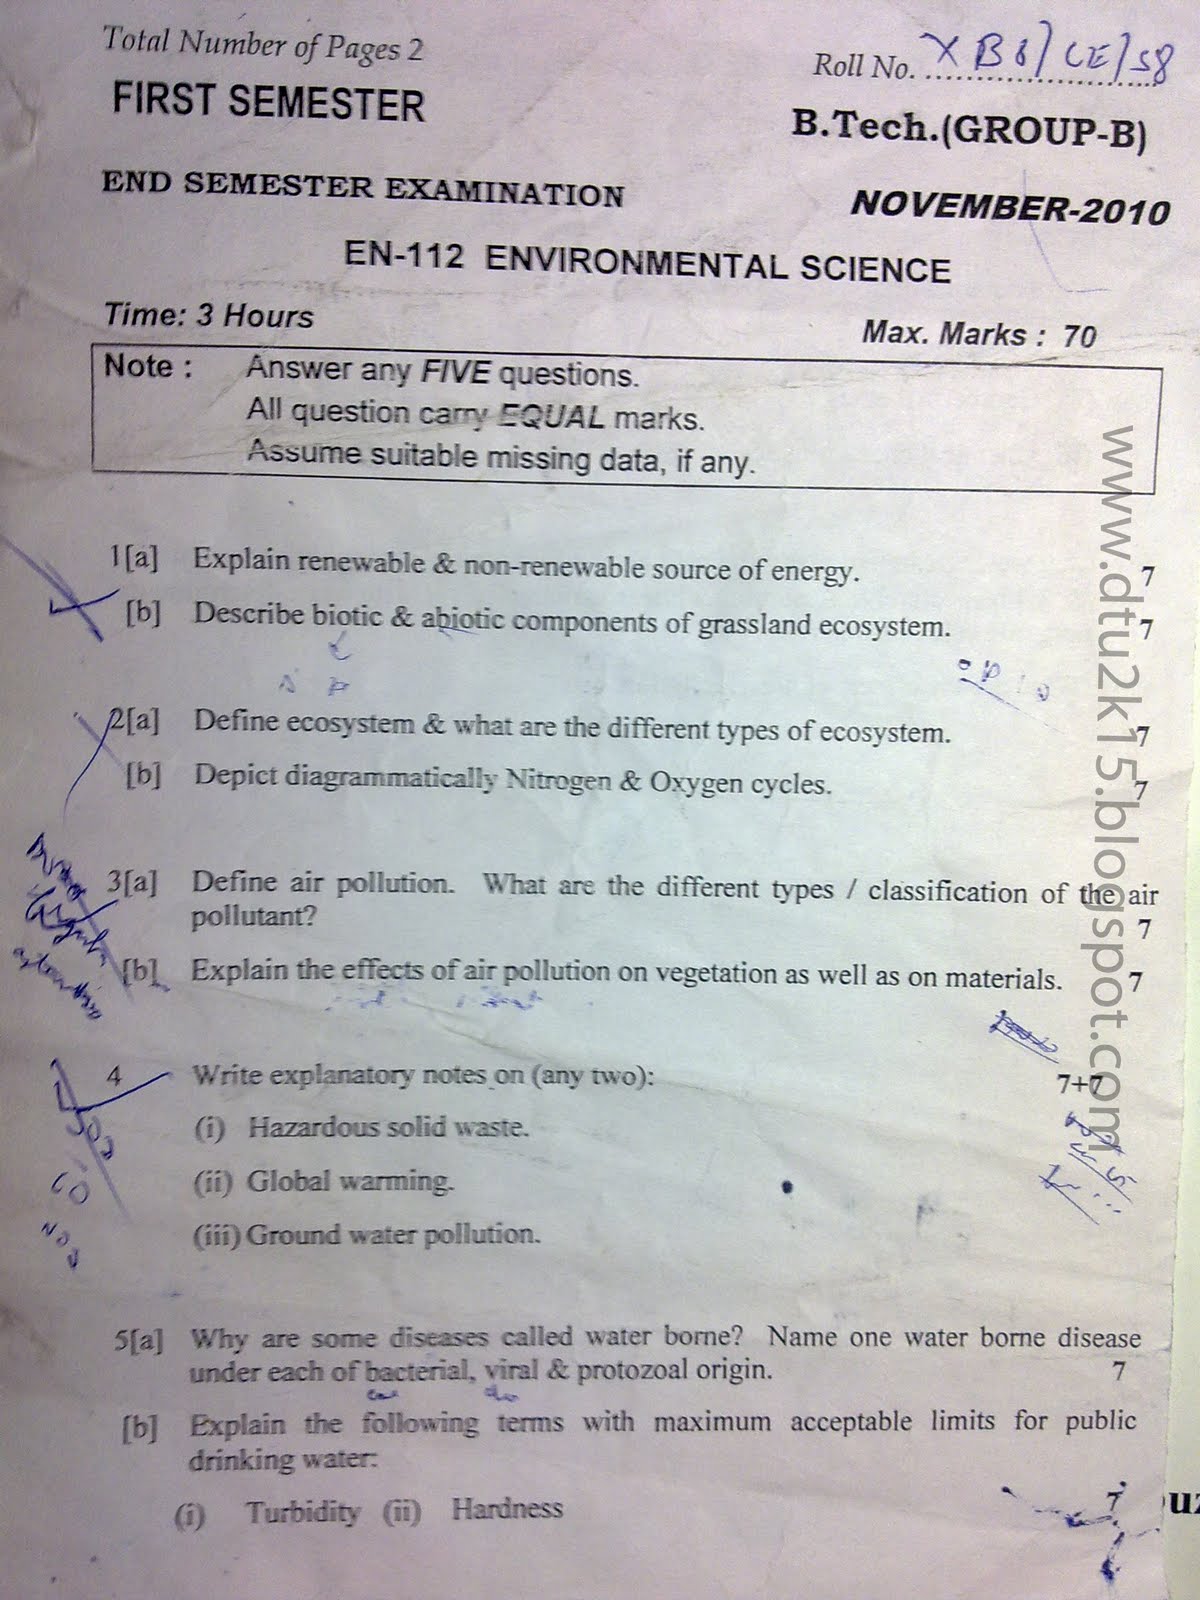 Total Number of Pages 2
Roll No. XB6/CE/58
FIRST SEMESTER
B.Tech.(GROUP-B)
END SEMESTER EXAMINATION
NOVEMBER-2010
EN-112 ENVIRONMENTAL SCIENCE
Time: 3 Hours
Max. Marks : 70
Note : Answer any FIVE questions.
All question carry EQUAL marks.
Assume suitable missing data, if any.
www.dtu2k15.blogspot.com
1[a] Explain renewable & non-renewable source of energy. 7
[b] Describe biotic & abiotic components of grassland ecosystem. 7
2[a] Define ecosystem & what are the different types of ecosystem. 7
[b] Depict diagrammatically Nitrogen & Oxygen cycles. 7
3[a] Define air pollution. What are the different types / classification of the air
pollutant? 7
[b] Explain the effects of air pollution on vegetation as well as on materials. 7
4 Write explanatory notes on (any two): 7+7
(i) Hazardous solid waste.
(ii) Global warming.
(iii) Ground water pollution.
5[a] Why are some diseases called water borne? Name one water borne disease
under each of bacterial, viral & protozoal origin. 7
[b] Explain the following terms with maximum acceptable limits for public
drinking water:
(i) Turbidity (ii) Hardness 7